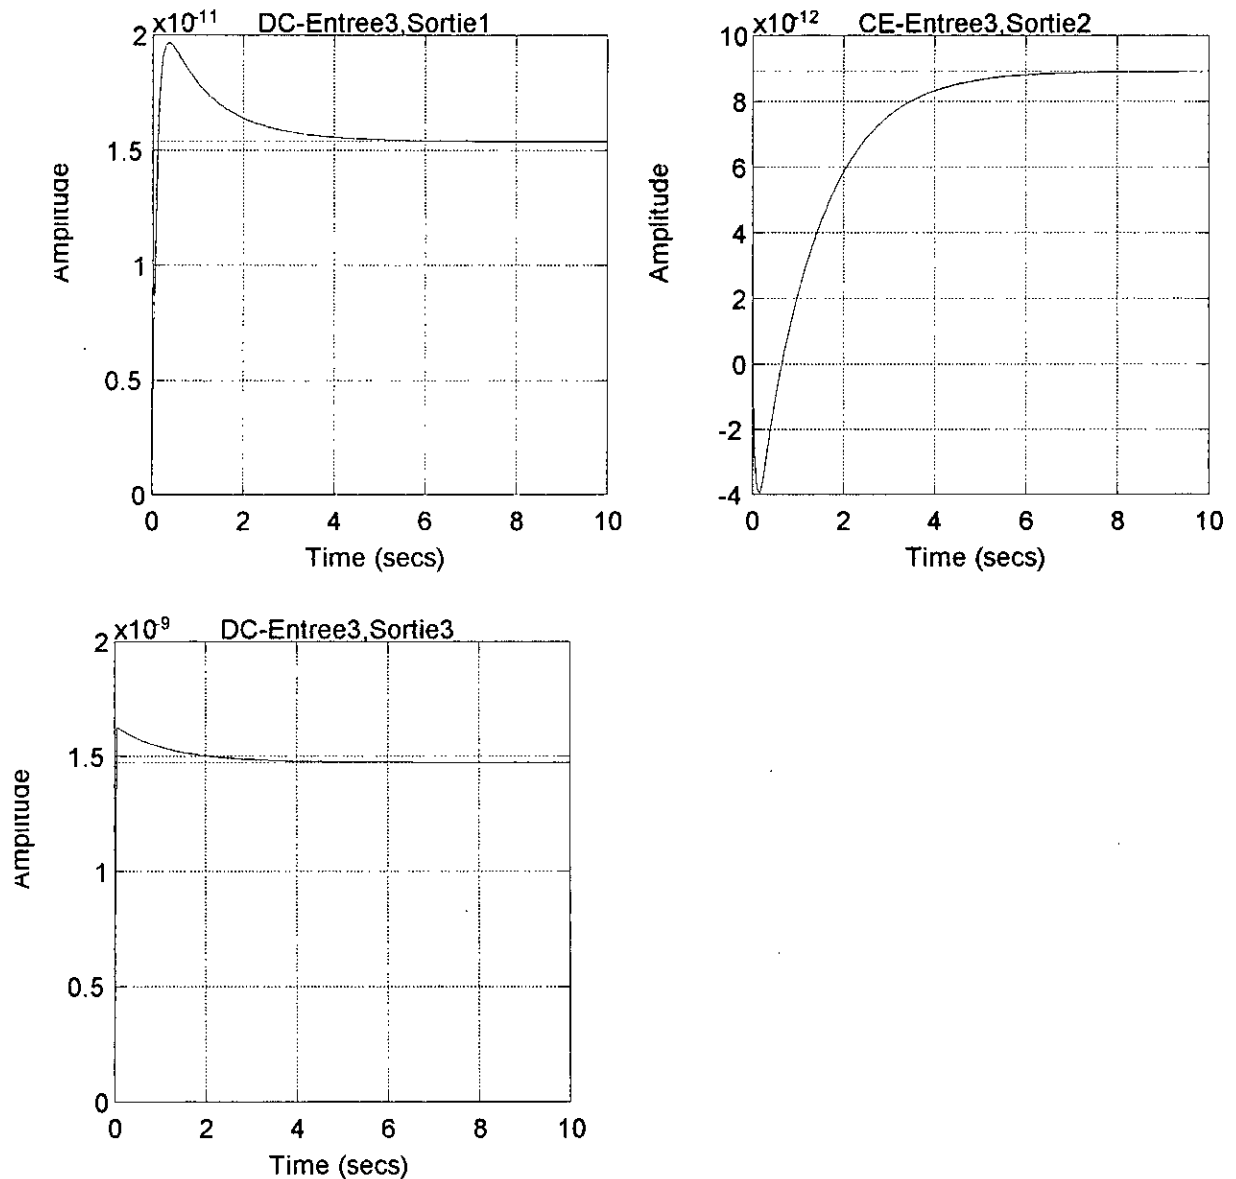 x10-11
DC-Entree3,Sortie1
2
1.5
1
0.5
0
Amplitude
0 2 4 6 8 10
Time (secs)
x10-12
CE-Entree3,Sortie2
10
8
6
4
2
0
-2
-4
Amplitude
0 2 4 6 8 10
Time (secs)
x10-9
DC-Entree3,Sortie3
2
1.5
1
0.5
0
Amplitude
0 2 4 6 8 10
Time (secs)